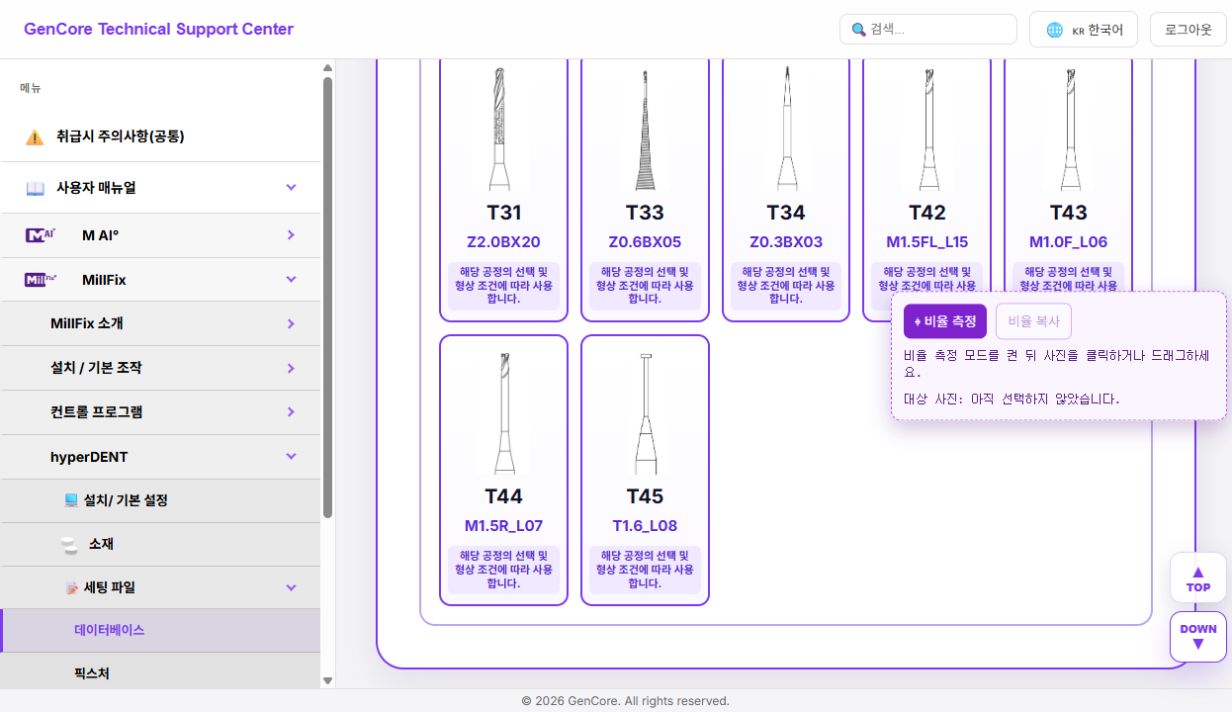 GenCore Technical Support Center
검색...
KR 한국어
로그아웃
메뉴
취급시 주의사항(공통)
사용자 매뉴얼
M AI°
M AI°
MillFix
MillFix 소개
설치 / 기본 조작
컨트롤 프로그램
hyperDENT
설치/ 기본 설정
소재
세팅 파일
데이터베이스
픽스처
T31
Z2.0BX20
해당 공정의 선택 및
형상 조건에 따라 사용
합니다.
T33
Z0.6BX05
해당 공정의 선택 및
형상 조건에 따라 사용
합니다.
T34
Z0.3BX03
해당 공정의 선택 및
형상 조건에 따라 사용
합니다.
T42
M1.5FL_L15
해당 공정의 선택 및
형상 조건에 따라 사용
T43
M1.0F_L06
해당 공정의 선택 및
형상 조건에 따라 사용
비율 측정
비율 복사
비율 측정 모드를 켠 뒤 사진을 클릭하거나 드래그하세
요.
대상 사진: 아직 선택하지 않았습니다.
T44
M1.5R_L07
해당 공정의 선택 및
형상 조건에 따라 사용
합니다.
T45
T1.6_L08
해당 공정의 선택 및
형상 조건에 따라 사용
합니다.
TOP
DOWN
© 2026 GenCore. All rights reserved.